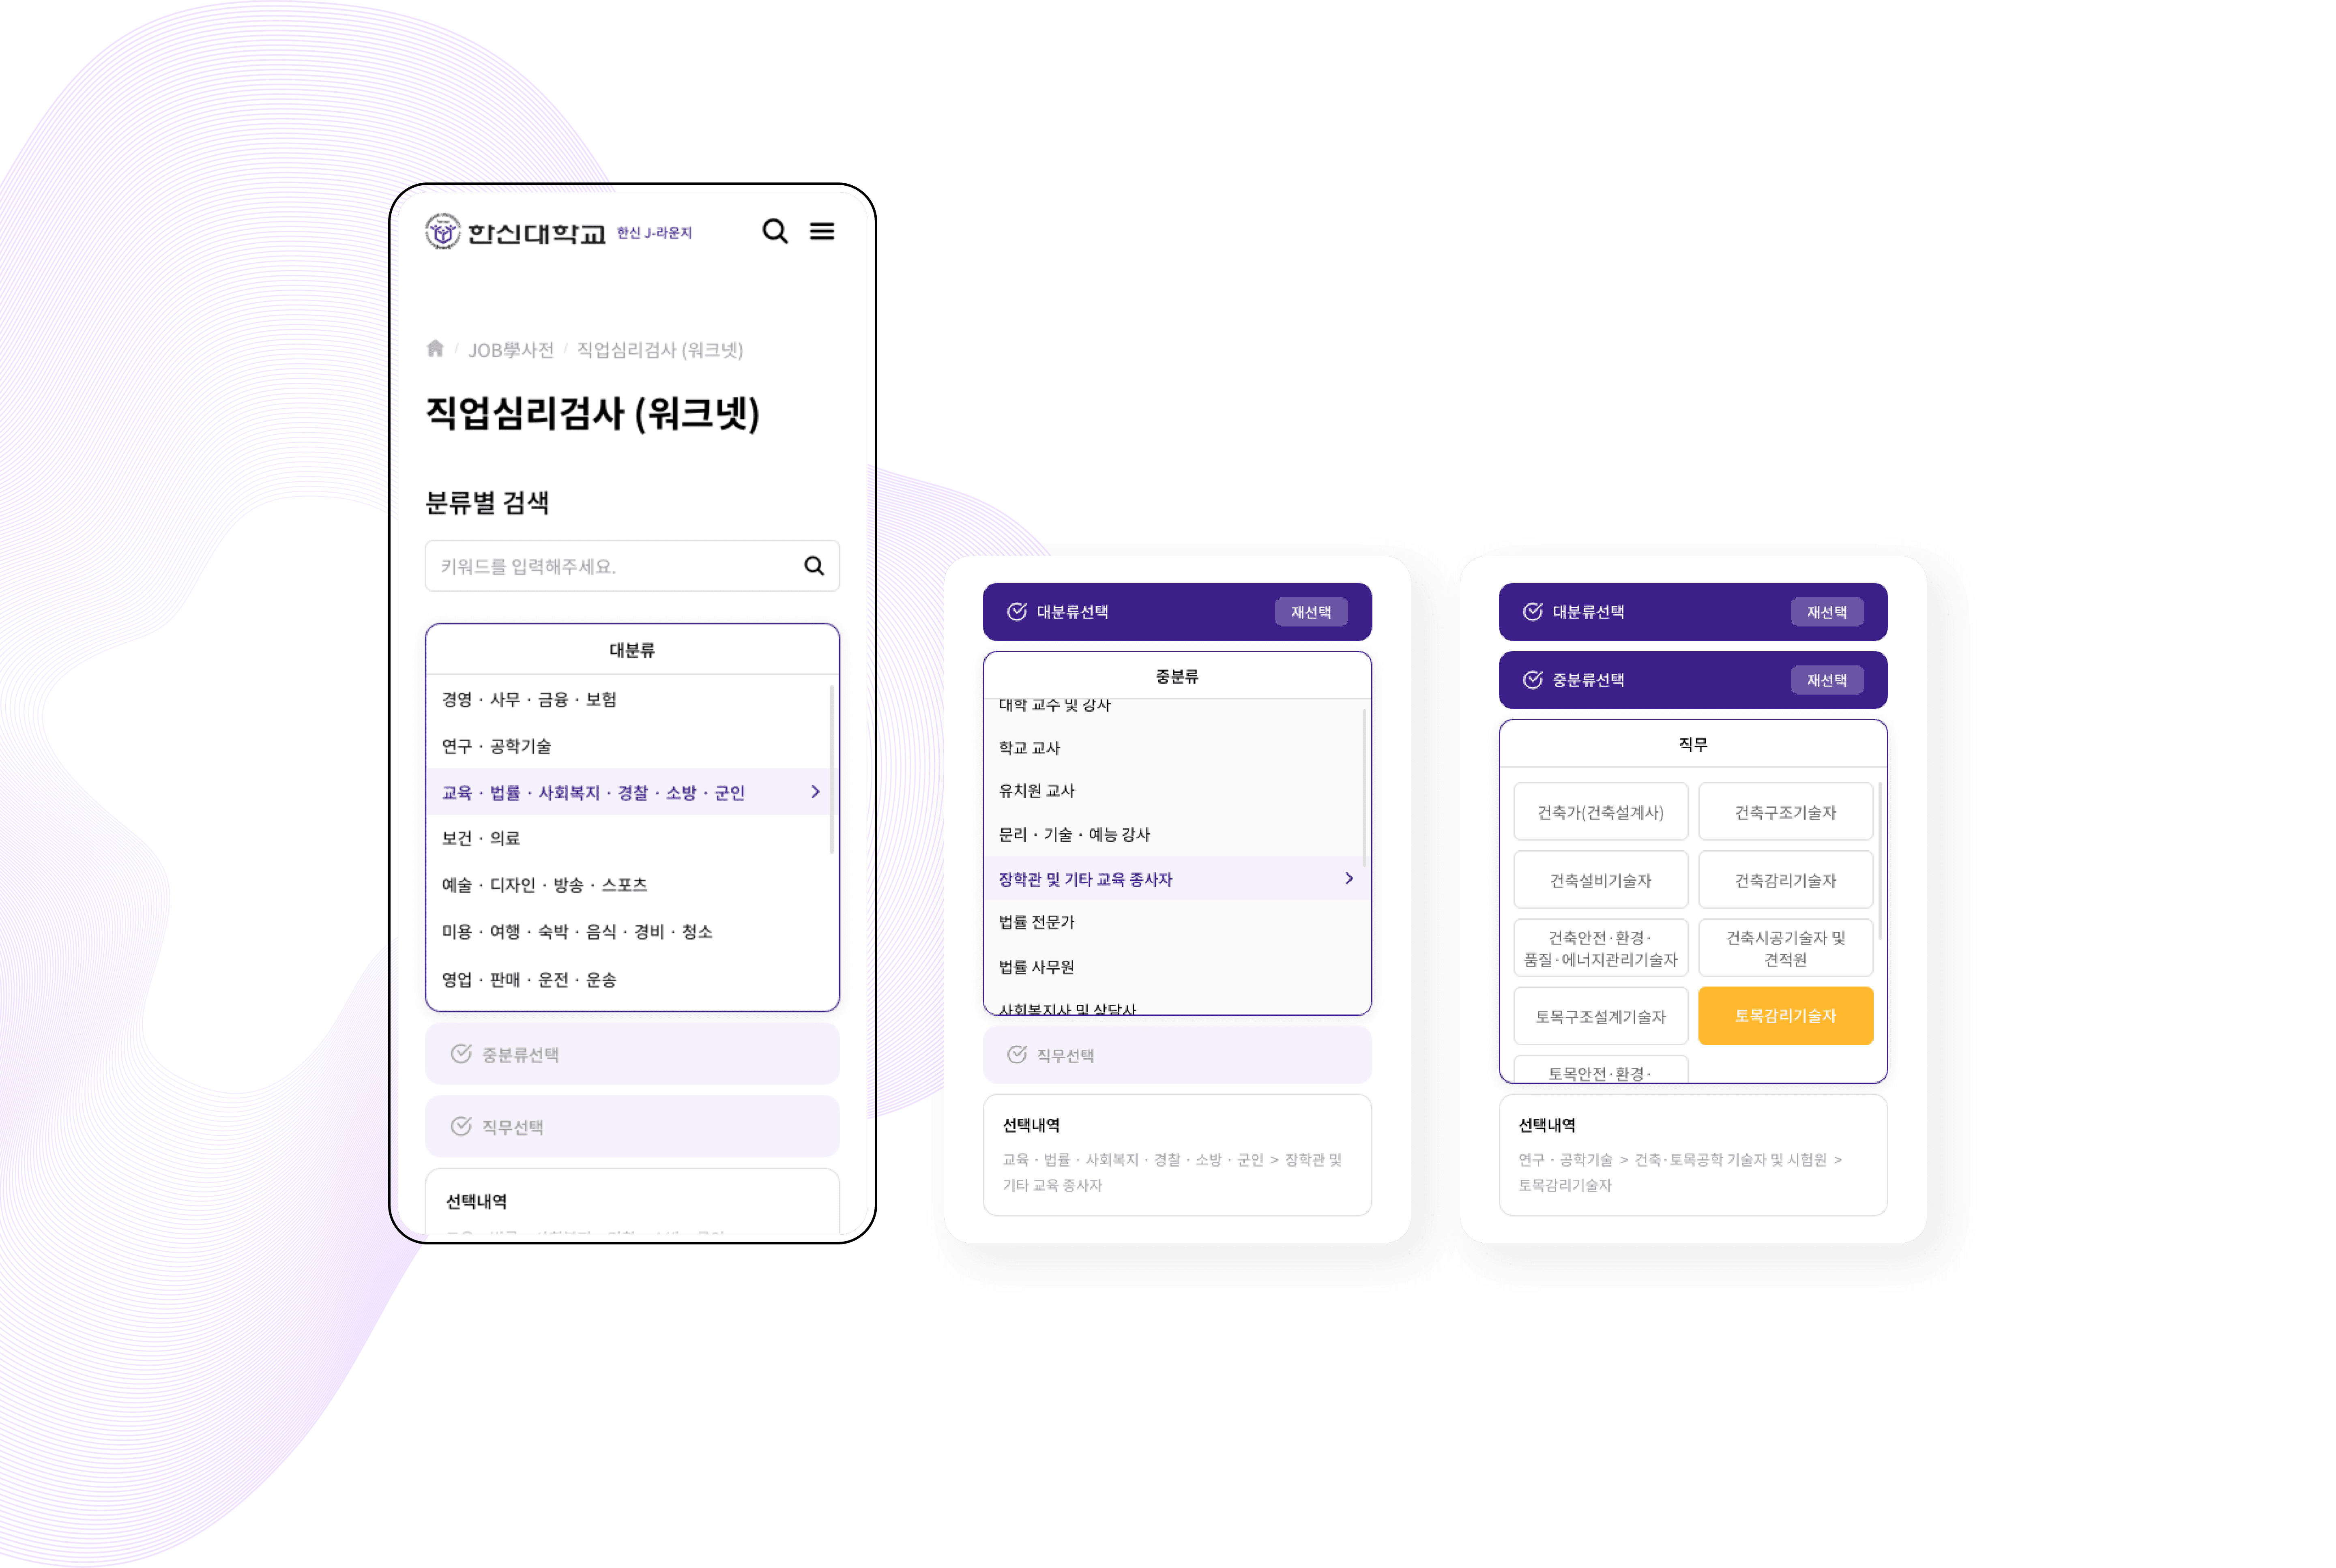 한신대학교 한신 J-라운지
/ JOB學사전 / 직업심리검사 (워크넷)
직업심리검사 (워크넷)
분류별 검색
키워드를 입력해주세요.
대분류
경영 · 사무 · 금융 · 보험
연구 · 공학기술
교육 · 법률 · 사회복지 · 경찰 · 소방 · 군인
보건 · 의료
예술 · 디자인 · 방송 · 스포츠
미용 · 여행 · 숙박 · 음식 · 경비 · 청소
영업 · 판매 · 운전 · 운송
중분류선택
직무선택
선택내역
대분류선택 재선택
중분류
대학 교수 및 강사
학교 교사
유치원 교사
문리 · 기술 · 예능 강사
장학관 및 기타 교육 종사자
법률 전문가
법률 사무원
사회복지사 및 상담사
직무선택
선택내역
교육 · 법률 · 사회복지 · 경찰 · 소방 · 군인 > 장학관 및
기타 교육 종사자
대분류선택 재선택
중분류선택 재선택
직무
건축가(건축설계사) 건축구조기술자
건축설비기술자 건축감리기술자
건축안전·환경·
품질·에너지관리기술자
건축시공기술자 및
견적원
토목구조설계기술자 토목감리기술자
토목안전·환경·
선택내역
연구 · 공학기술 > 건축·토목공학 기술자 및 시험원 >
토목감리기술자